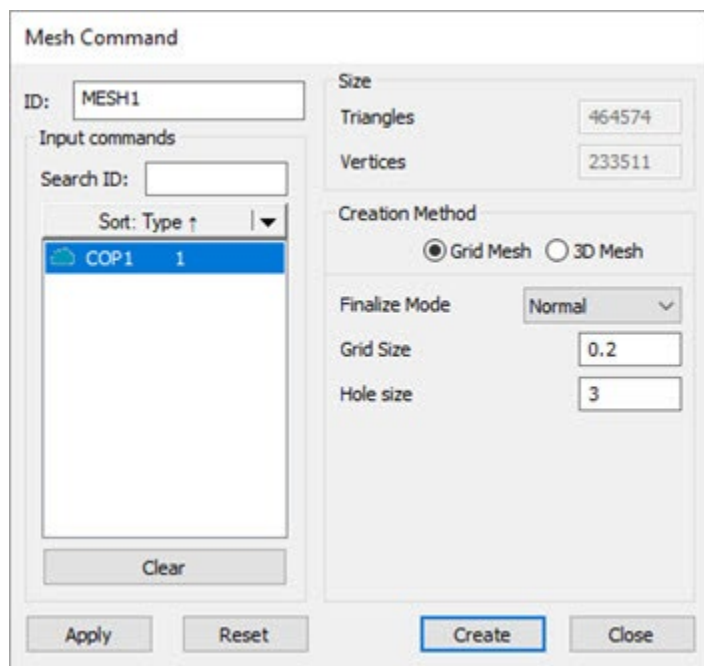 Mesh Command
ID: MESH1
Input commands
Search ID:
Sort: Type ↑
COP1 1
Clear
Size
Triangles 464574
Vertices 233511
Creation Method
Grid Mesh 3D Mesh
Finalize Mode Normal
Grid Size 0.2
Hole size 3
Apply Reset Create Close